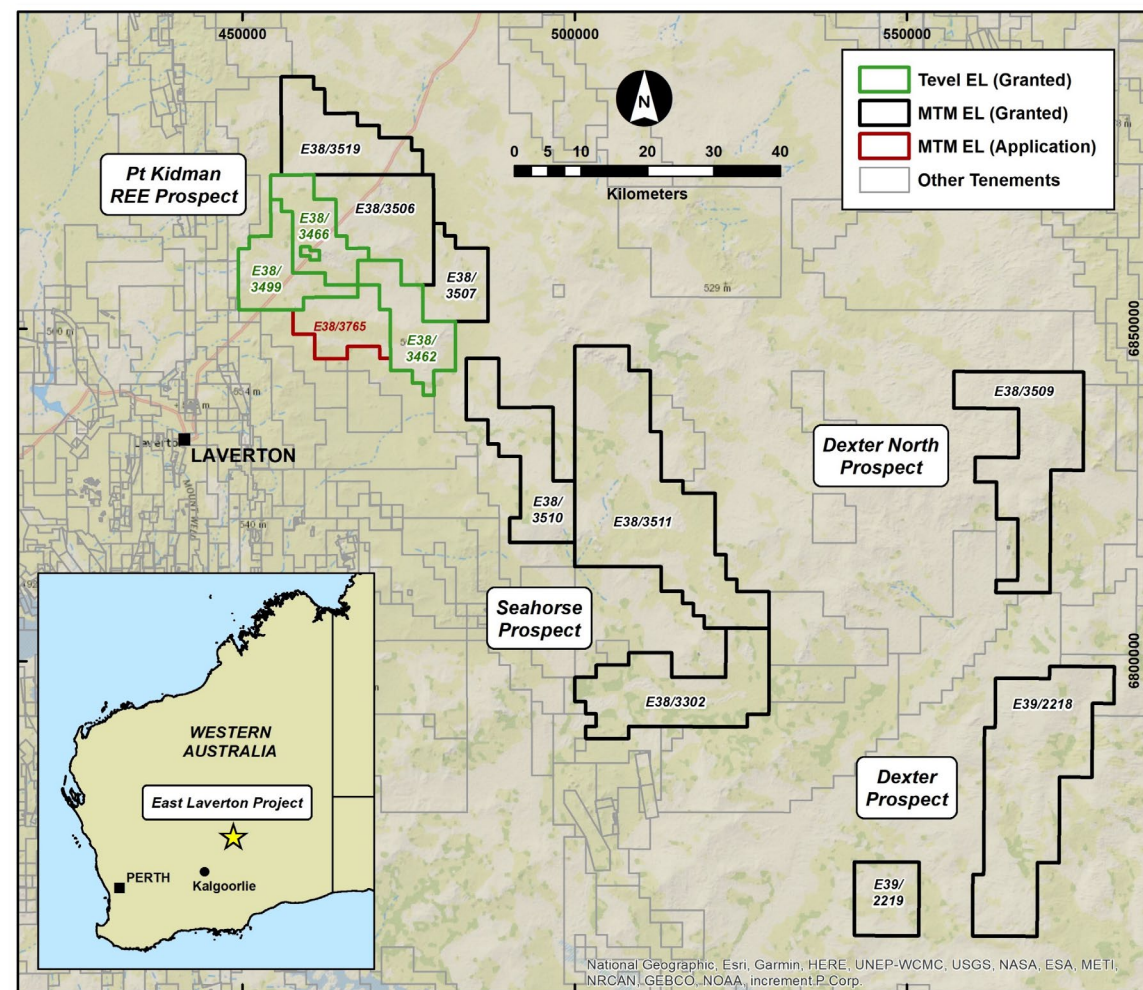 450000
500000
550000
Tevel EL (Granted)
MTM EL (Granted)
MTM EL (Application)
Other Tenements
N
0 5 10 20 30 40
Kilometers
Pt Kidman
REE Prospect
E38/3519
E38/3506
E38/
3466
E38/
3499
E38/
3507
E38/3765
E38/
3462
529 m
6850000
LAVERTON
540 m
E38/3509
Dexter North
Prospect
E38/
3510
E38/3511
Seahorse
Prospect
E38/3302
6800000
E39/2218
Dexter
Prospect
E39/
2219
WESTERN
AUSTRALIA
East Laverton Project
PERTH
Kalgoorlie
National Geographic, Esri, Garmin, HERE, UNEP-WCMC, USGS, NASA, ESA, METI,
NRCAN, GEBCO, NOAA, increment P Corp.